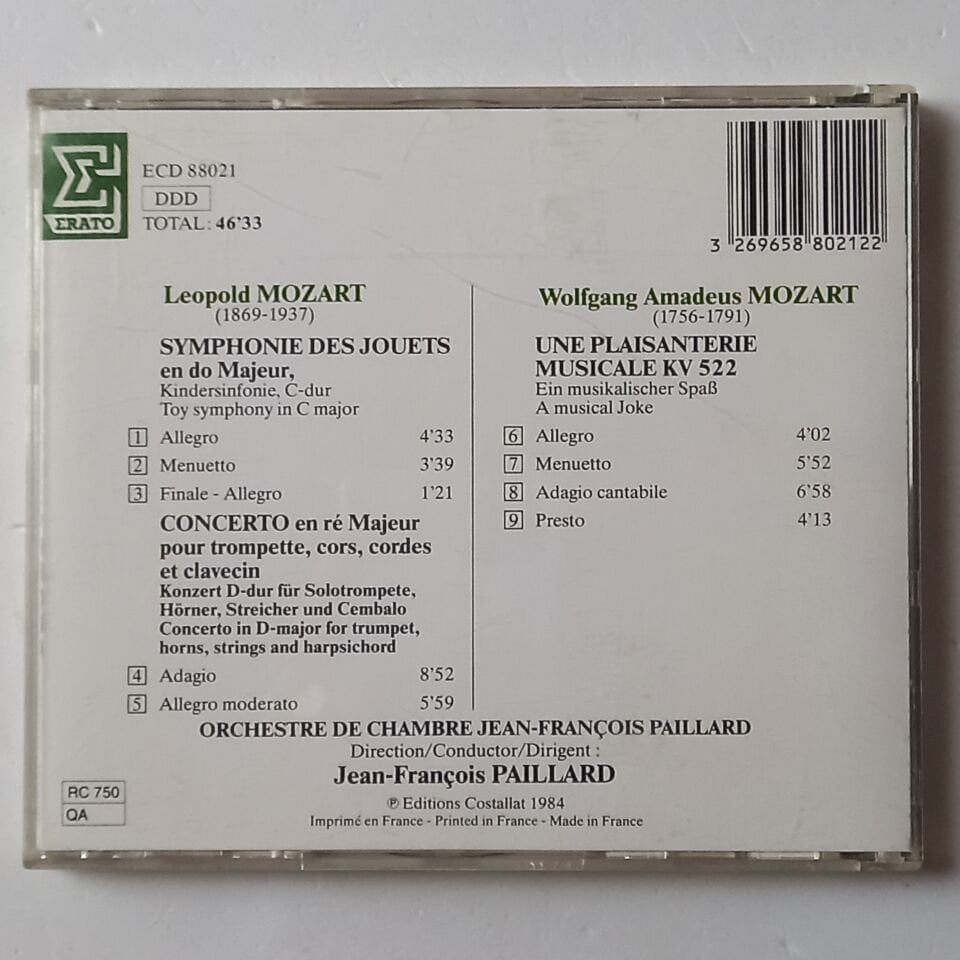 ERATO
ECD 88021
DDD
TOTAL: 46'33
3 269658 802122
Leopold MOZART
(1869-1937)
SYMPHONIE DES JOUETS
en do Majeur,
Kindersinfonie, C-dur
Toy symphony in C major
1 Allegro 4'33
2 Menuetto 3'39
3 Finale - Allegro 1'21
CONCERTO en ré Majeur
pour trompette, cors, cordes
et clavecin
Konzert D-dur für Solotrompete,
Hörner, Streicher und Cembalo
Concerto in D-major for trumpet,
horns, strings and harpsichord
4 Adagio 8'52
5 Allegro moderato 5'59
Wolfgang Amadeus MOZART
(1756-1791)
UNE PLAISANTERIE
MUSICALE KV 522
Ein musikalischer Spaß
A musical Joke
6 Allegro 4'02
7 Menuetto 5'52
8 Adagio cantabile 6'58
9 Presto 4'13
ORCHESTRE DE CHAMBRE JEAN-FRANÇOIS PAILLARD
Direction/Conductor/Dirigent :
Jean-François PAILLARD
℗ Editions Costallat 1984
Imprimé en France - Printed in France - Made in France
RC 750
QA